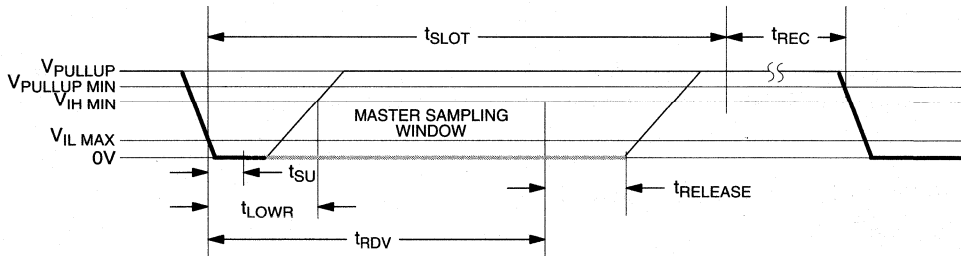 tSLOT
tREC
VPULLUP
VPULLUP MIN
VIH MIN
MASTER SAMPLING
WINDOW
VIL MAX
0V
tSU
tRELEASE
tLOWR
tRDV